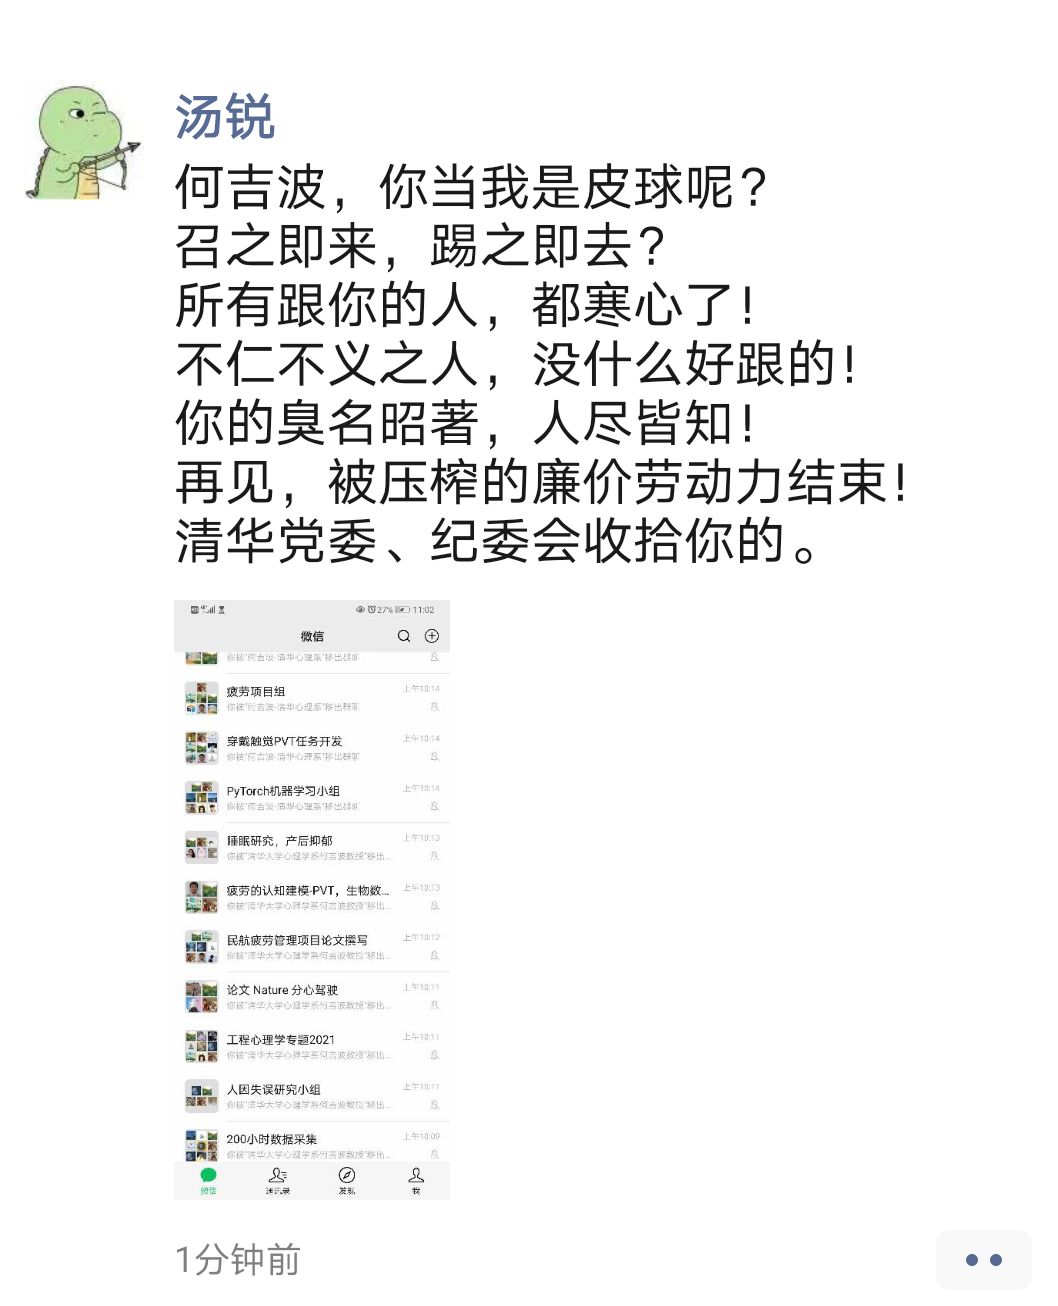 汤锐
何吉波，你当我是皮球呢？
召之即来，踢之即去？
所有跟你的人，都寒心了！
不仁不义之人，没什么好跟的！
你的臭名昭著，人尽皆知！
再见，被压榨的廉价劳动力结束！
清华党委、纪委会收拾你的。
27% 11:02
微信
你被"何吉波-清华心理系"移出群聊
疲劳项目组 上午10:14
你被"何吉波-清华心理系"移出群聊
穿戴触觉PVT任务开发 上午10:14
你被"何吉波-清华心理系"移出群聊
PyTorch机器学习小组 上午10:14
你被"何吉波-清华心理系"移出群聊
睡眠研究，产后抑郁 上午10:13
你被"清华大学心理学系何吉波教授"移出...
疲劳的认知建模-PVT，生物数... 上午10:13
你被"清华大学心理学系何吉波教授"移出...
民航疲劳管理项目论文撰写 上午10:12
你被"清华大学心理学系何吉波教授"移出...
论文 Nature 分心驾驶 上午10:11
你被"清华大学心理学系何吉波教授"移出...
工程心理学专题2021 上午10:11
你被"清华大学心理学系何吉波教授"移出...
人因失误研究小组 上午10:11
你被"清华大学心理学系何吉波教授"移出...
200小时数据采集 上午10:09
你被"清华大学心理学系何吉波教授"移出...
微信 通讯录 发现 我
1分钟前